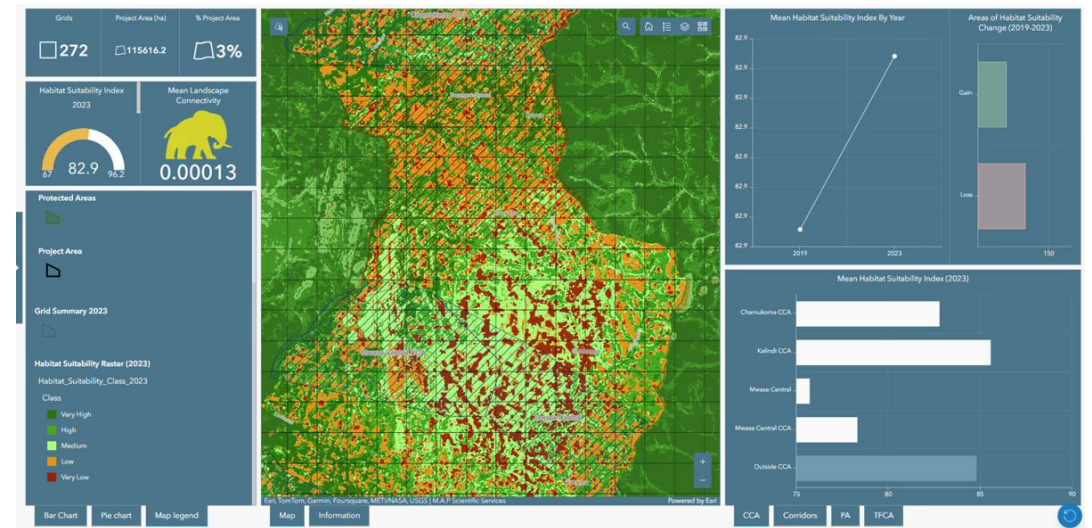 Grids
Project Area (ha)
% Project Area
272
115616.2
3%
Habitat Suitability Index
2023
82.9
67
96.2
Mean Landscape
Connectivity
0.00013
Protected Areas
Project Area
Grid Summary 2023
Habitat Suitability Raster (2023)
Habitat_Suitability_Class_2023
Class
Very High
High
Medium
Low
Very Low
Bar Chart
Pie chart
Map legend
Esri, TomTom, Garmin, Foursquare, METI/NASA, USGS | M.A.P Scientific Services
Powered by Esri
Map
Information
Mean Habitat Suitability Index By Year
82.9
82.9
82.9
82.9
82.9
82.9
82.9
82.9
2019
2023
Areas of Habitat Suitability
Change (2019-2023)
Gain
Loss
150
Mean Habitat Suitability Index (2023)
Chamukoma CCA
Kalindi CCA
Mwase Central
Mwase Central CCA
Outside CCA
75
80
85
90
CCA
Corridors
PA
TFCA